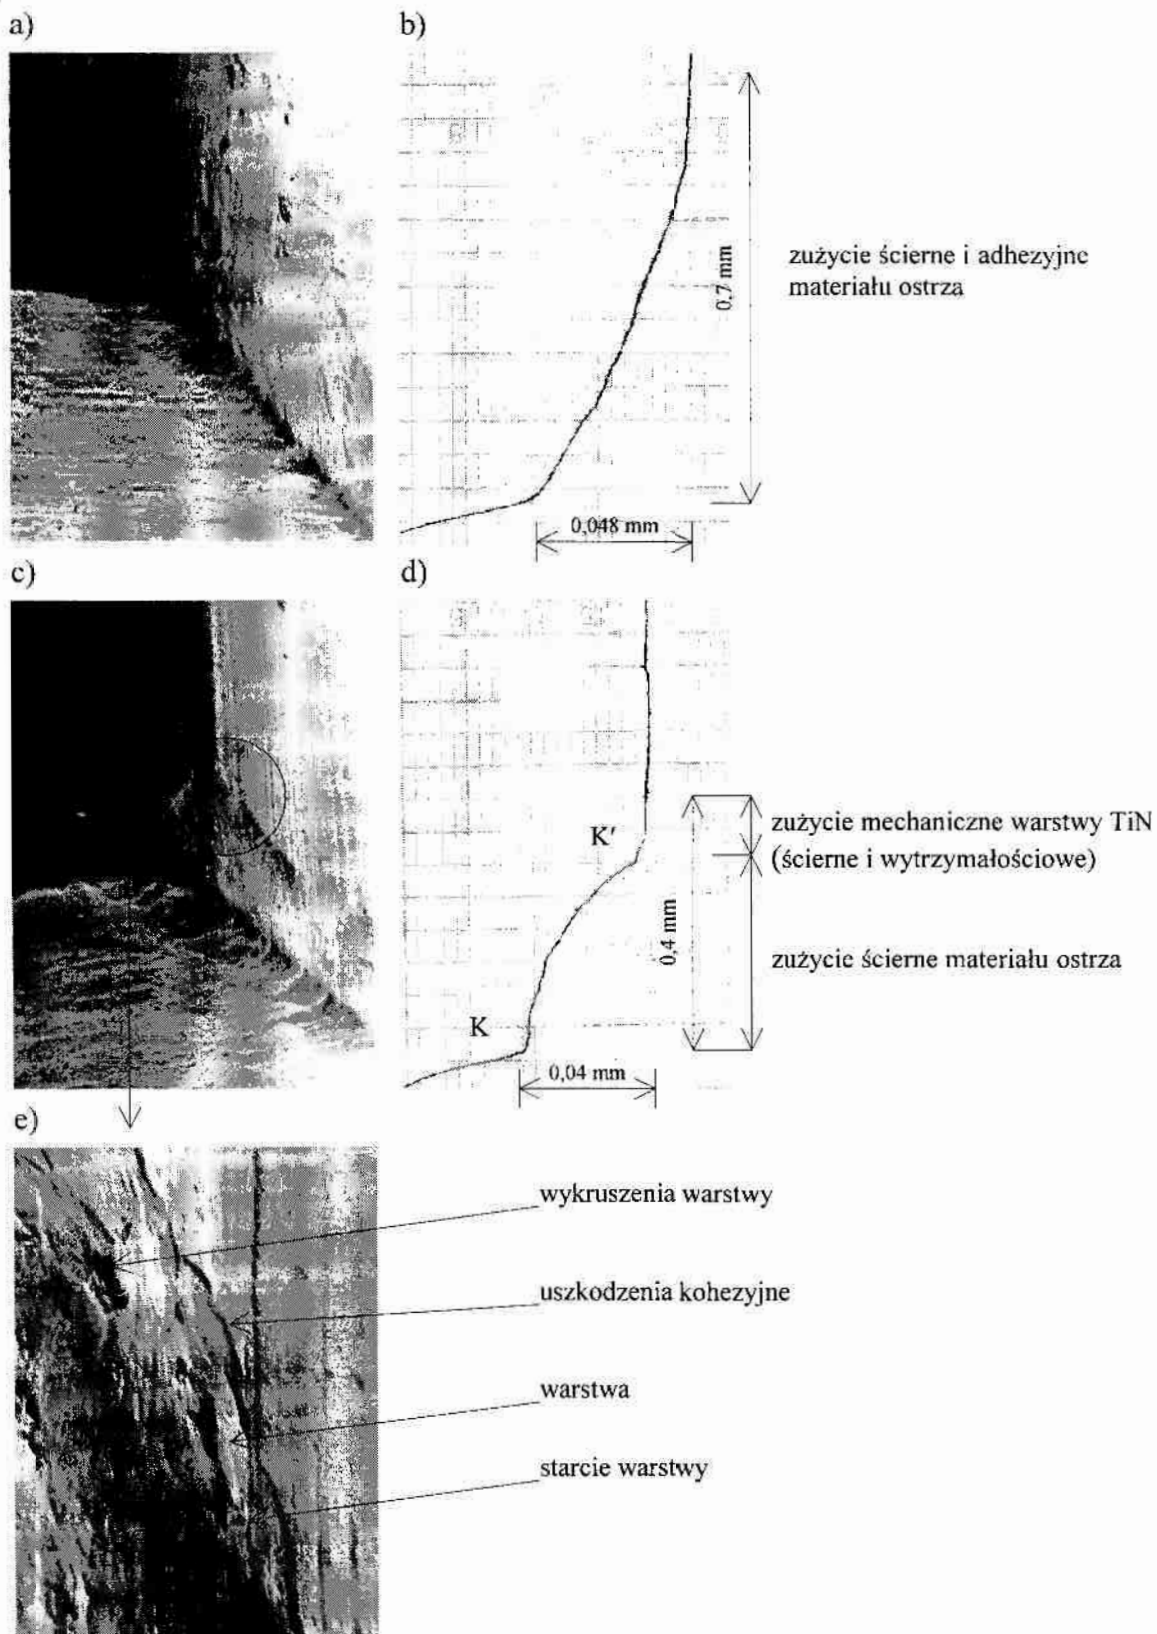 a)
b)
0,7 mm
zużycie ścierne i adhezyjne
materiału ostrza
0,048 mm
c)
d)
K'
zużycie mechaniczne warstwy TiN
(ścierne i wytrzymałościowe)
0,4 mm
zużycie ścierne materiału ostrza
K
0,04 mm
e)
wykruszenia warstwy
uszkodzenia kohezyjne
warstwa
starcie warstwy